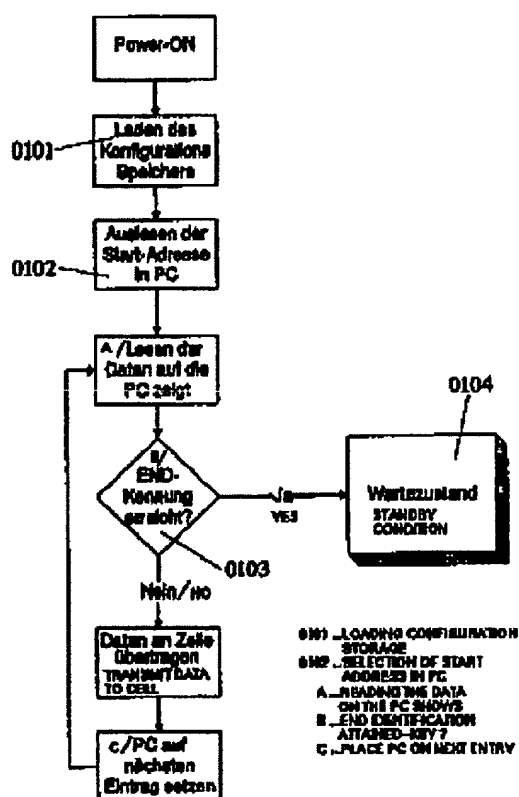 Power-ON
0101
Laden des
Konfigurations
Speichers
Auslesen der
Start-Adresse
in PC
0102
A/Lesen der
Daten auf die
PC zeigt
B/
END-
Kennung
erreicht?
0103
Ja
YES
0104
Wartezustand
STANDBY
CONDITION
Nein/NO
Daten an Zelle
übertragen
TRANSMIT DATA
TO CELL
C/PC auf
nächsten
Eintrag setzen
0101...LOADING CONFIGURATION
STORAGE
0102...SELECTION OF START
ADDRESS IN PC
A...READING THE DATA
ON THE PC SHOWS
B...END IDENTIFICATION
ATTAINED-KEY?
C...PLACE PC ON NEXT ENTRY